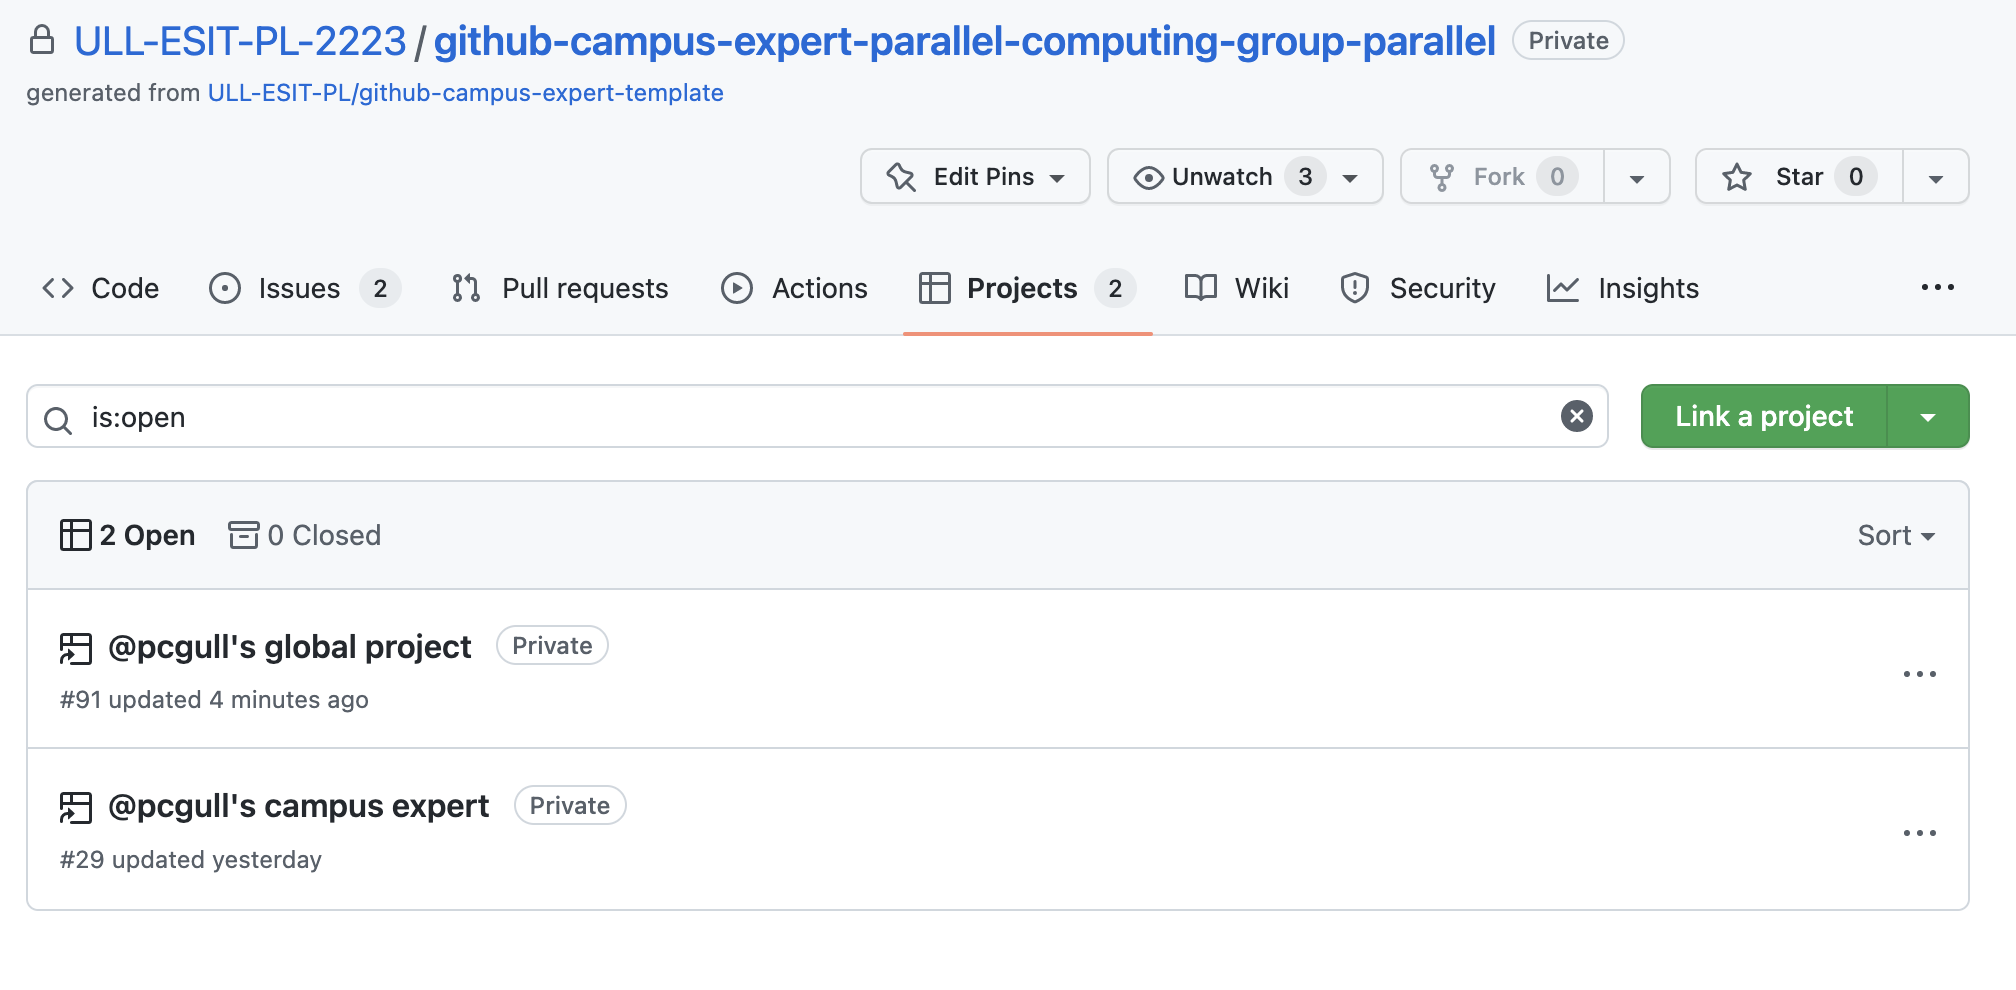 ULL-ESIT-PL-2223 / github-campus-expert-parallel-computing-group-parallel Private
generated from ULL-ESIT-PL/github-campus-expert-template
Edit Pins Unwatch 3 Fork 0 Star 0
Code Issues 2 Pull requests Actions Projects 2 Wiki Security Insights
is:open Link a project
2 Open 0 Closed Sort
@pcgull's global project Private
#91 updated 4 minutes ago
@pcgull's campus expert Private
#29 updated yesterday